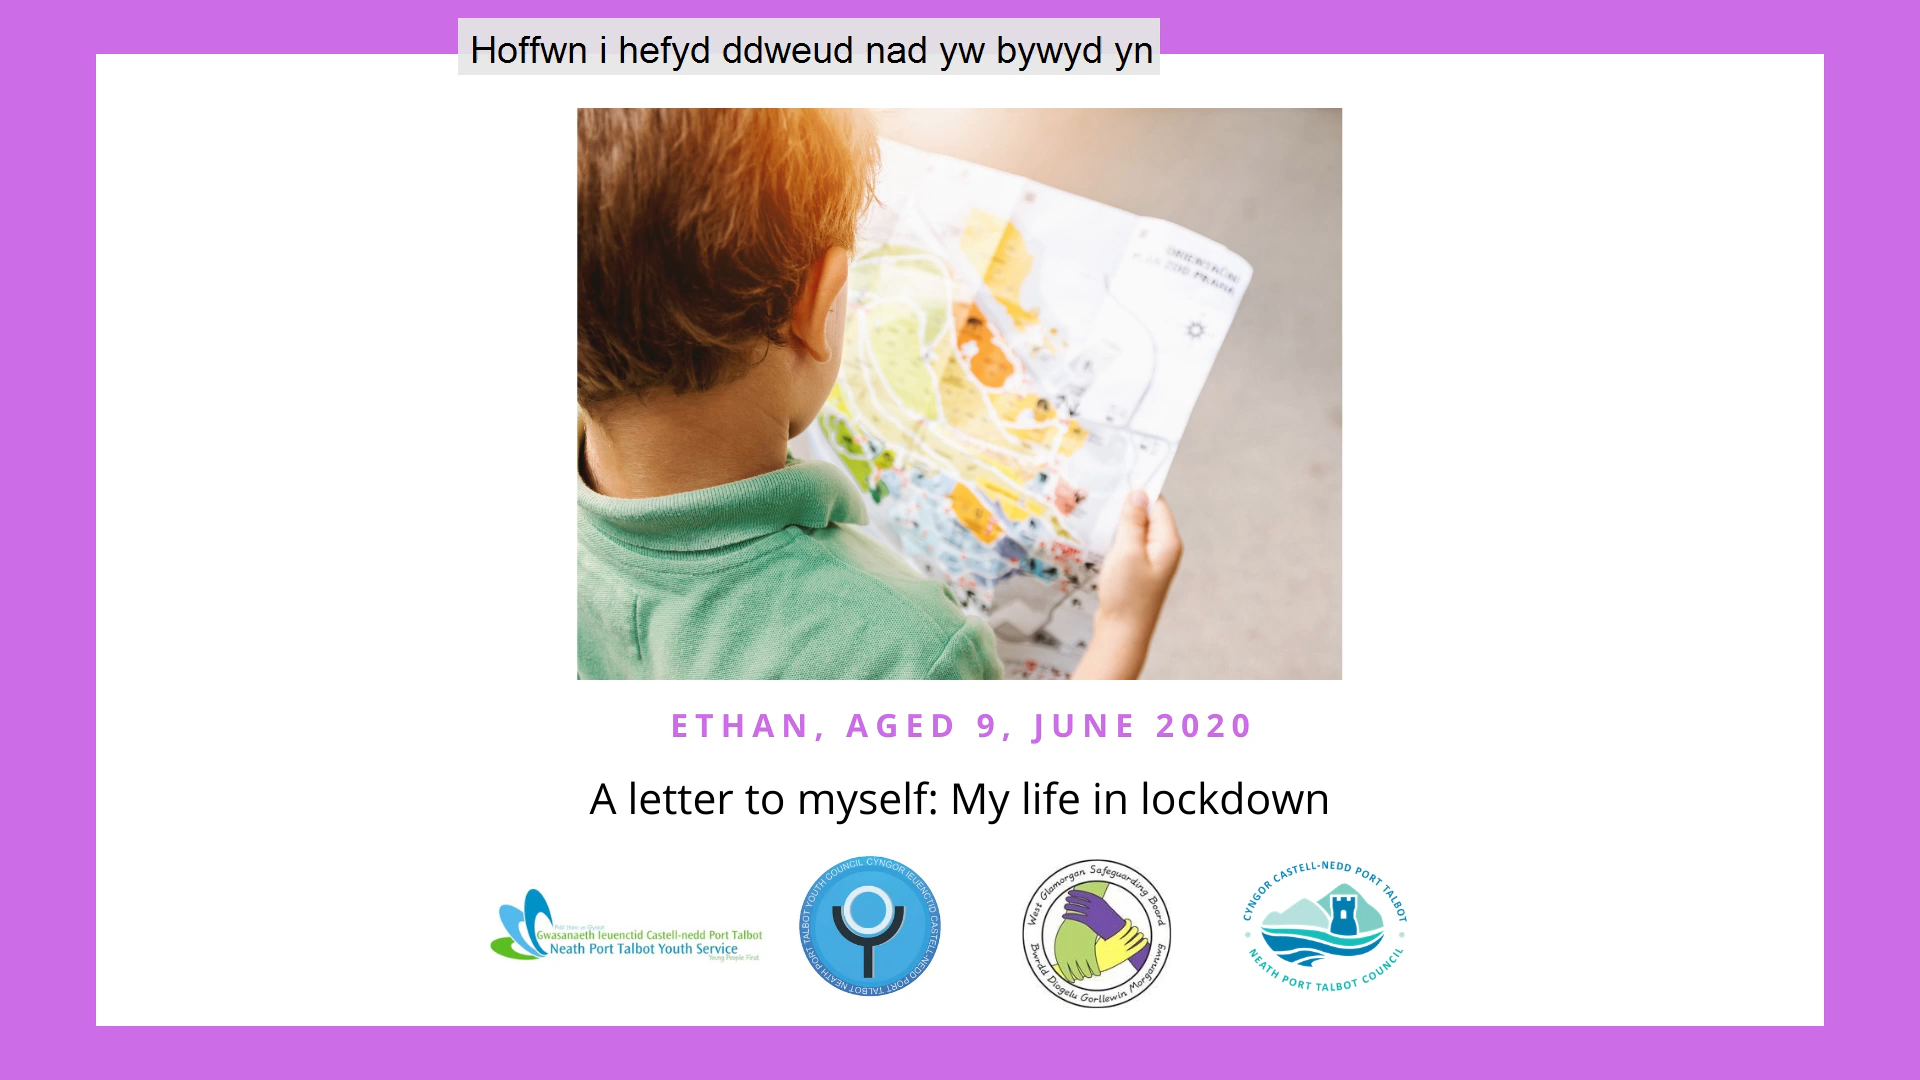 Hoffwn i hefyd ddweud nad yw bywyd yn
ETHAN, AGED 9, JUNE 2020
A letter to myself: My life in lockdown
Gwasanaeth Ieuenctid Castell-nedd Port Talbot
Neath Port Talbot Youth Service
Young People First
NEATH PORT TALBOT YOUTH COUNCIL CYNGOR IEUENCTID CASTELL-NEDD PORT TALBOT
West Glamorgan Safeguarding Board
Bwrdd Diogelu Gorllewin Morgannwg
CYNGOR CASTELL-NEDD PORT TALBOT
NEATH PORT TALBOT COUNCIL